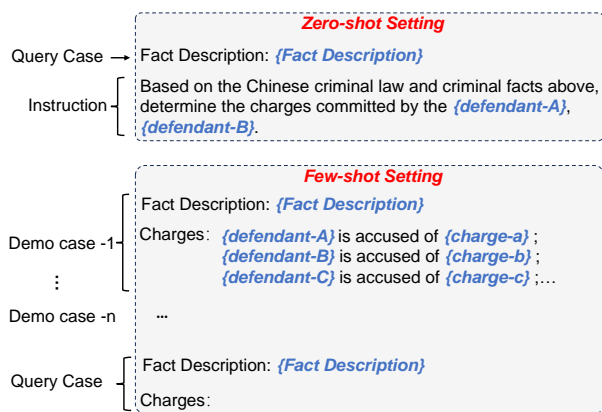 Zero-shot Setting
Query Case
Fact Description: {Fact Description}
Instruction
Based on the Chinese criminal law and criminal facts above,
determine the charges committed by the {defendant-A},
{defendant-B}.
Few-shot Setting
Fact Description: {Fact Description}
Demo case -1
Charges: {defendant-A} is accused of {charge-a} ;
{defendant-B} is accused of {charge-b} ;
{defendant-C} is accused of {charge-c} ;...
⋮
Demo case -n
...
Fact Description: {Fact Description}
Query Case
Charges: